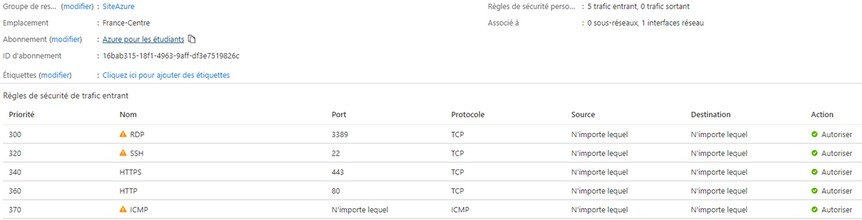 Groupe de res... (modifier) : SiteAzure
Règles de sécurité perso... : 5 trafic entrant, 0 trafic sortant
Emplacement : France-Centre
Associé à : 0 sous-réseaux, 1 interfaces réseau
Abonnement (modifier) : Azure pour les étudiants
ID d'abonnement : 16bab315-18f1-4963-9aff-df3e7519826c
Étiquettes (modifier) : Cliquez ici pour ajouter des étiquettes
Règles de sécurité de trafic entrant
Priorité Nom Port Protocole Source Destination Action
300 RDP 3389 TCP N'importe lequel N'importe lequel Autoriser
320 SSH 22 TCP N'importe lequel N'importe lequel Autoriser
340 HTTPS 443 TCP N'importe lequel N'importe lequel Autoriser
360 HTTP 80 TCP N'importe lequel N'importe lequel Autoriser
370 ICMP N'importe lequel ICMP N'importe lequel N'importe lequel Autoriser